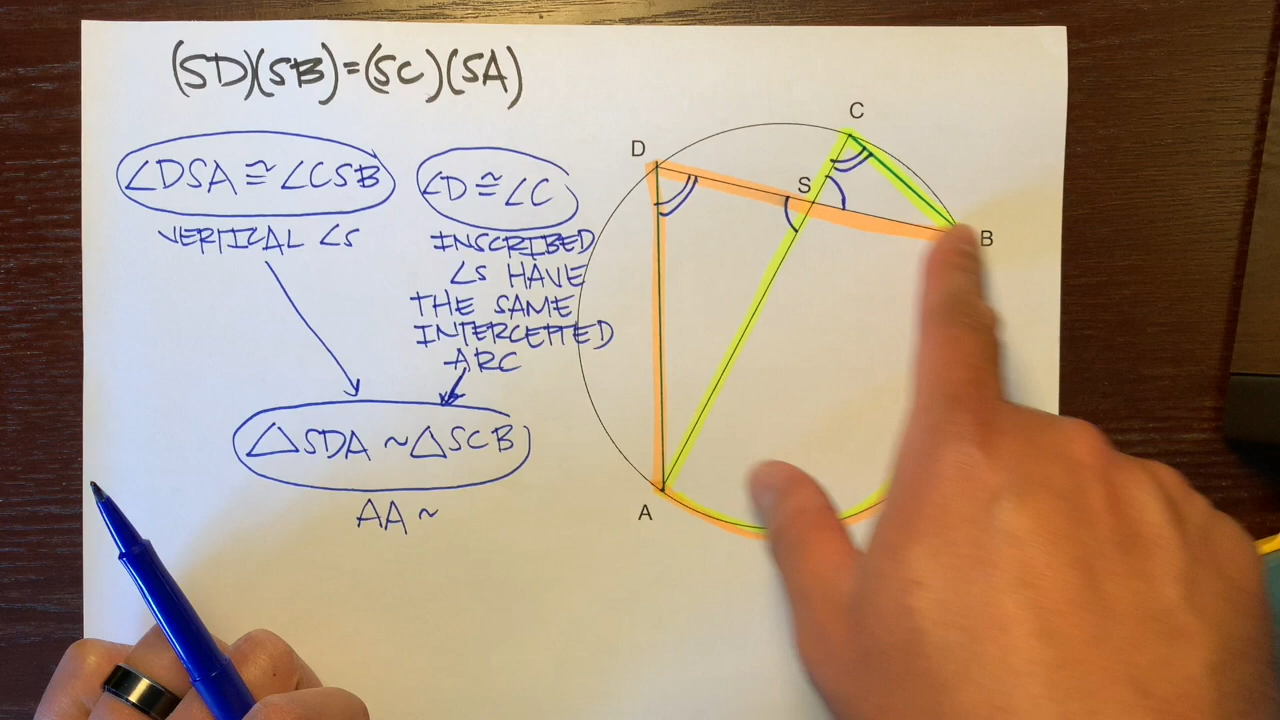 (SD)(SB)=(SC)(SA)
∠DSA ≅ ∠CSB
VERTICAL ∠S
∠D ≅ ∠C
INSCRIBED
∠S HAVE
THE SAME
INTERCEPTED
ARC
△SDA ~ △SCB
AA ~
C
D
S
B
A